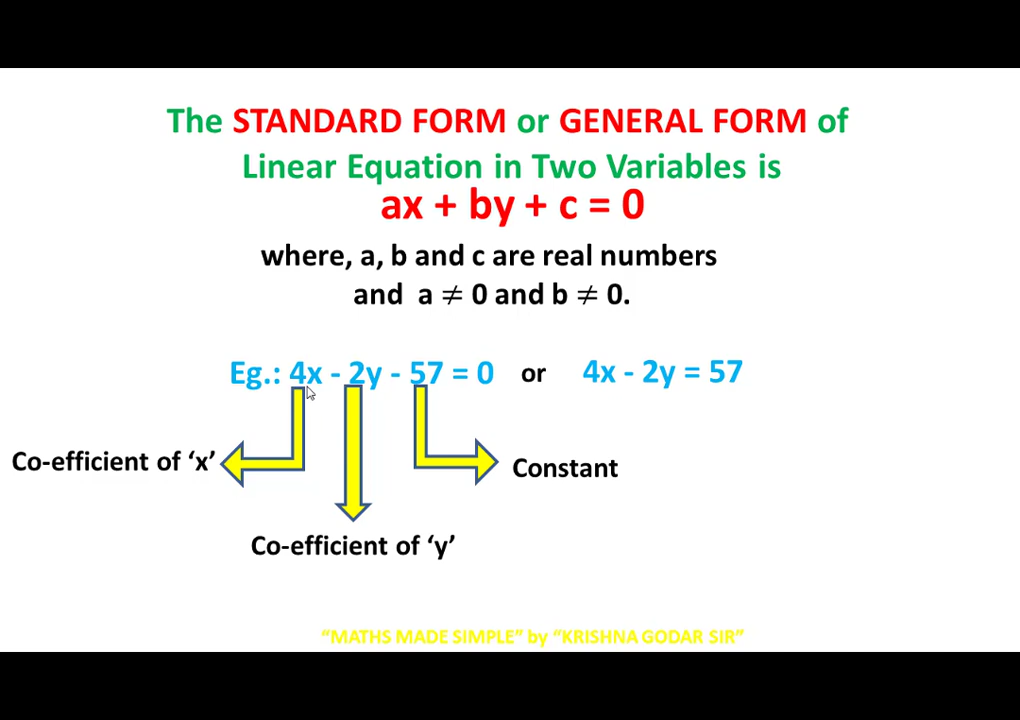 The STANDARD FORM or GENERAL FORM of
Linear Equation in Two Variables is
ax + by + c = 0
where, a, b and c are real numbers
and a ≠ 0 and b ≠ 0.
Eg.: 4x - 2y - 57 = 0 or 4x - 2y = 57
Co-efficient of ‘x’
Constant
Co-efficient of ‘y’
“MATHS MADE SIMPLE” by “KRISHNA GODAR SIR”